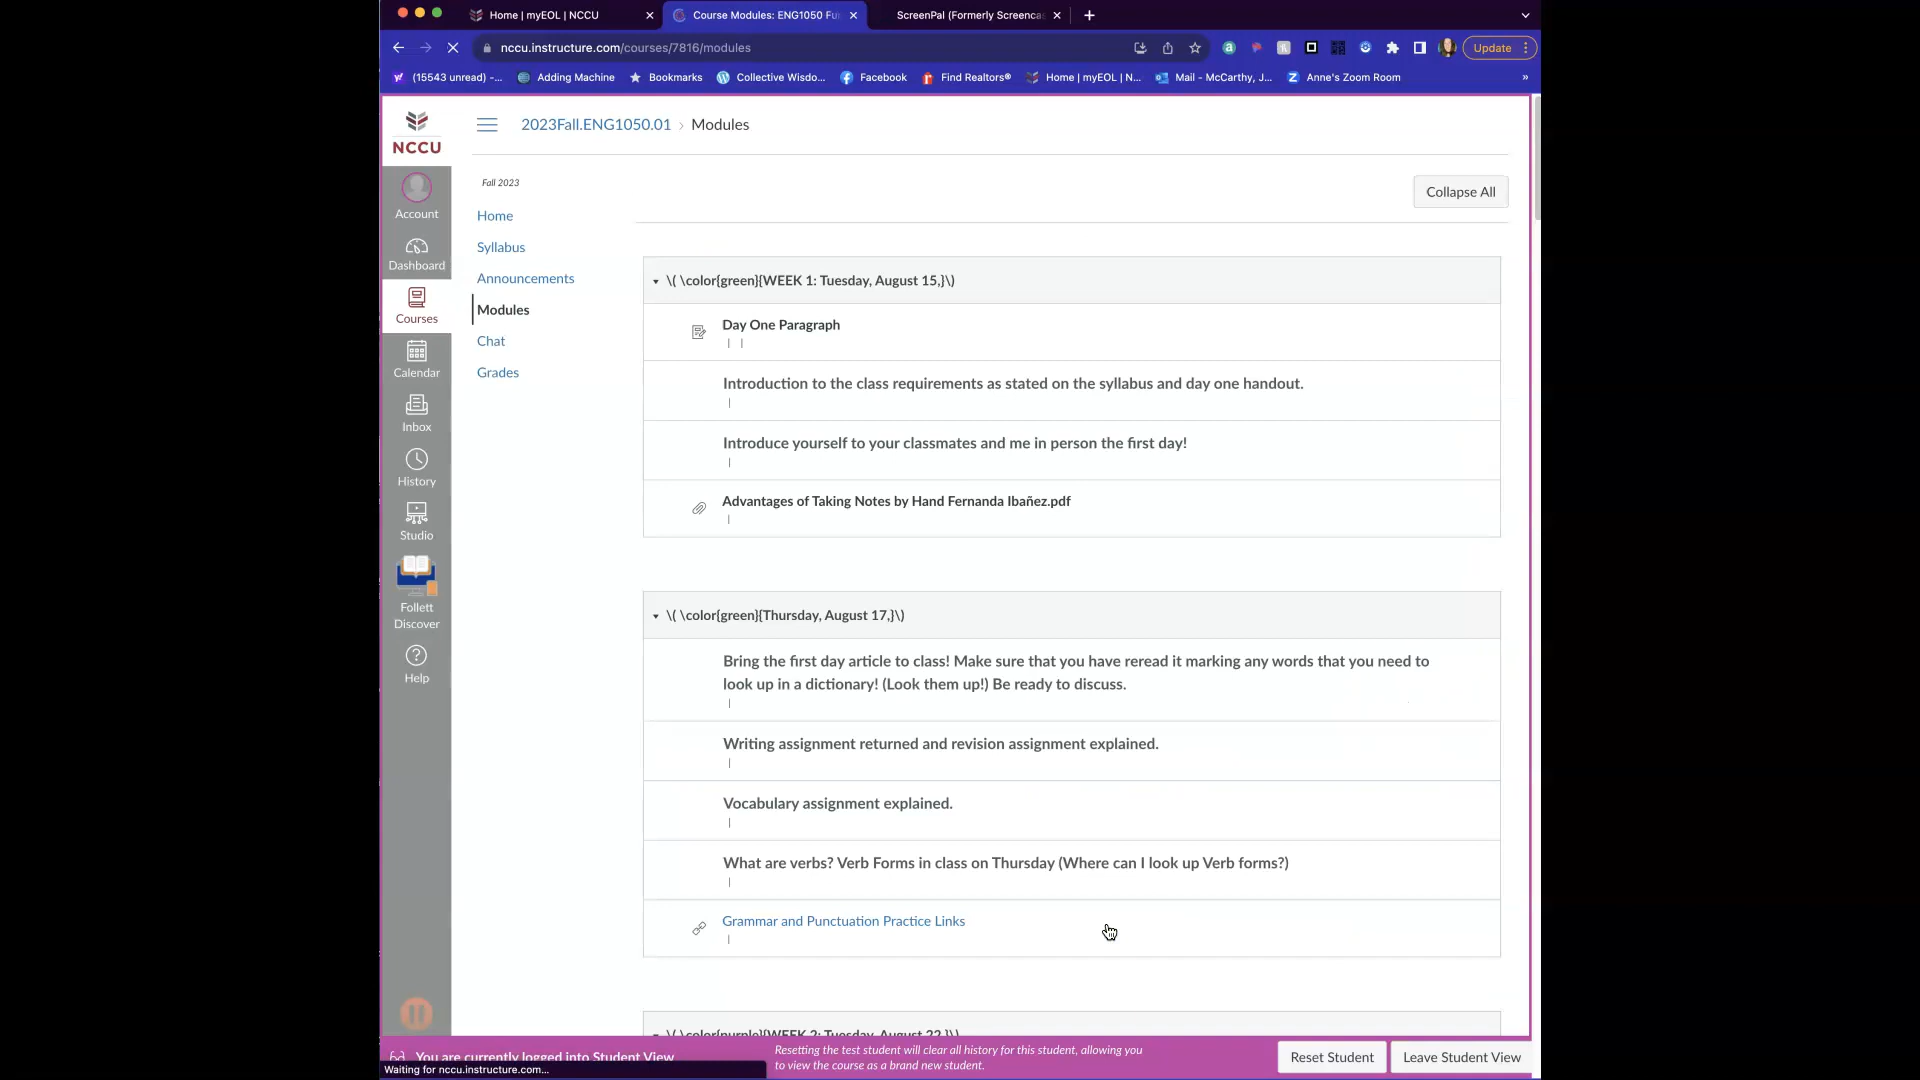 Home | myEOL | NCCU
Course Modules: ENG1050 Fu
ScreenPal (Formerly Screencas
nccu.instructure.com/courses/7816/modules
Update
(15543 unread) -...
Adding Machine
Bookmarks
Collective Wisdo...
Facebook
Find Realtors®
Home | myEOL | N...
Mail - McCarthy, J...
Anne's Zoom Room
»
NCCU
2023Fall.ENG1050.01 › Modules
Account
Dashboard
Courses
Calendar
Inbox
History
Studio
Follett
Discover
Help
Fall 2023
Home
Syllabus
Announcements
Modules
Chat
Grades
Collapse All
\( \color{green}{WEEK 1: Tuesday, August 15,}\)
Day One Paragraph
| |
Introduction to the class requirements as stated on the syllabus and day one handout.
|
Introduce yourself to your classmates and me in person the first day!
|
Advantages of Taking Notes by Hand Fernanda Ibañez.pdf
|
\( \color{green}{Thursday, August 17,}\)
Bring the first day article to class! Make sure that you have reread it marking any words that you need to
look up in a dictionary! (Look them up!) Be ready to discuss.
|
Writing assignment returned and revision assignment explained.
|
Vocabulary assignment explained.
|
What are verbs? Verb Forms in class on Thursday (Where can I look up Verb forms?)
|
Grammar and Punctuation Practice Links
|
\( \color{purple}{WEEK 2: Tuesday, August 22,}\)
You are currently logged into Student View
Resetting the test student will clear all history for this student, allowing you
to view the course as a brand new student.
Reset Student
Leave Student View
Waiting for nccu.instructure.com...